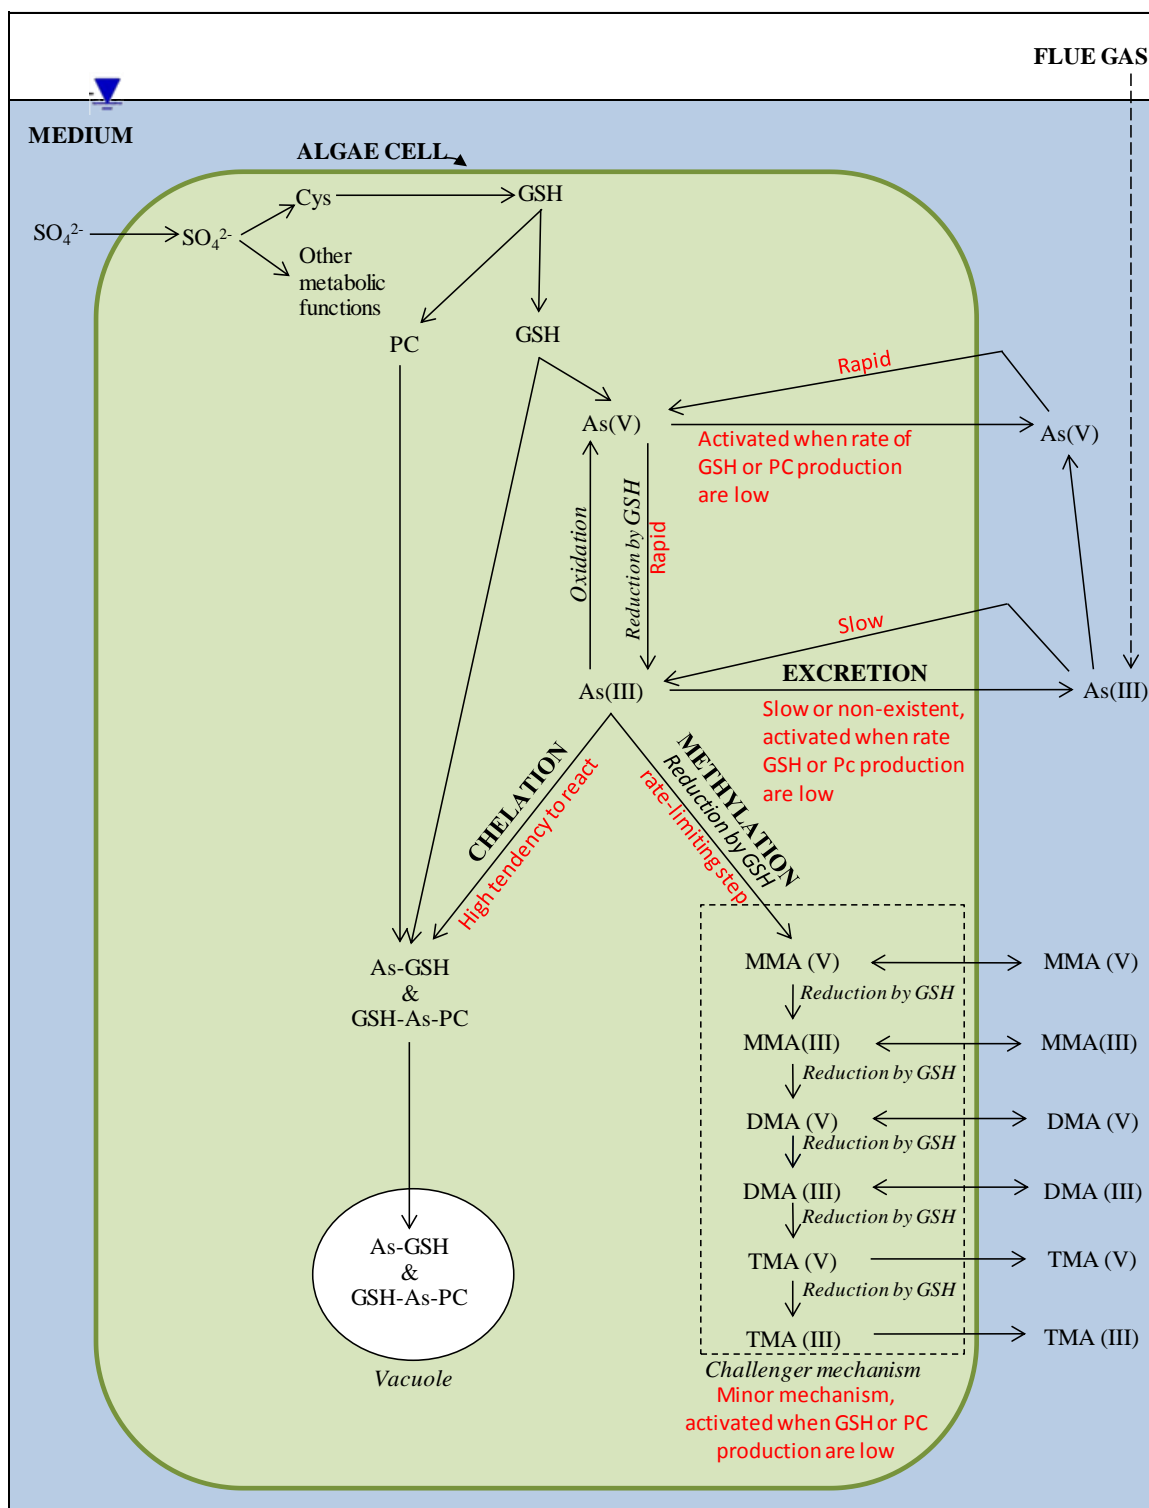 FLUE GAS
MEDIUM
ALGAE CELL
Cys
GSH
SO₄²⁻
SO₄²⁻
Other
metabolic
functions
PC
GSH
Rapid
As(V)
As(V)
Activated when rate of
GSH or PC production
are low
Oxidation
Reduction by GSH
Rapid
Slow
EXCRETION
As(III)
As(III)
Slow or non-existent,
activated when rate
GSH or Pc production
are low
CHELATION
High tendency to react
METHYLATION
Reduction by GSH
rate-limiting step
As-GSH
&
GSH-As-PC
MMA (V)
MMA (V)
Reduction by GSH
MMA(III)
MMA(III)
Reduction by GSH
DMA (V)
DMA (V)
Reduction by GSH
DMA (III)
DMA (III)
Reduction by GSH
TMA (V)
TMA (V)
Reduction by GSH
TMA (III)
TMA (III)
As-GSH
&
GSH-As-PC
Vacuole
Challenger mechanism
Minor mechanism,
activated when GSH or PC
production are low